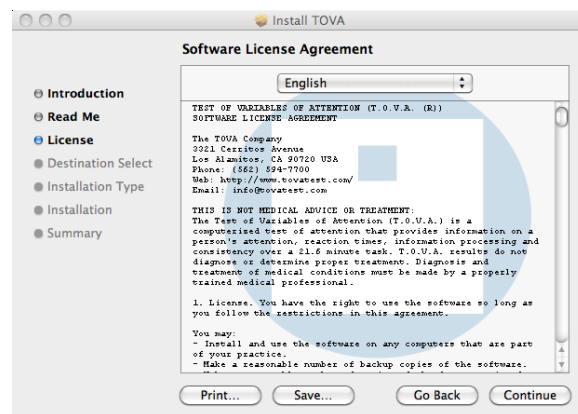 Install TOVA
Software License Agreement
Introduction
Read Me
License
Destination Select
Installation Type
Installation
Summary
English
TEST OF VARIABLES OF ATTENTION (T.O.V.A. (R))
SOFTWARE LICENSE AGREEMENT
The TOVA Company
3321 Cerritos Avenue
Los Alamitos, CA 90720 USA
Phone: (562) 594-7700
Web: http://www.tovatest.com/
Email: info@tovatest.com
THIS IS NOT MEDICAL ADVICE OR TREATMENT:
The Test of Variables of Attention (T.O.V.A.) is a
computerized test of attention that provides information on a
person's attention, reaction times, information processing and
consistency over a 21.6 minute task. T.O.V.A. results do not
diagnose or determine proper treatment. Diagnosis and
treatment of medical conditions must be made by a properly
trained medical professional.
1. License. You have the right to use the software so long as
you follow the restrictions in this agreement.
You may:
- Install and use the software on any computers that are part
of your practice.
- Make a reasonable number of backup copies of the software.
Print...
Save...
Go Back
Continue